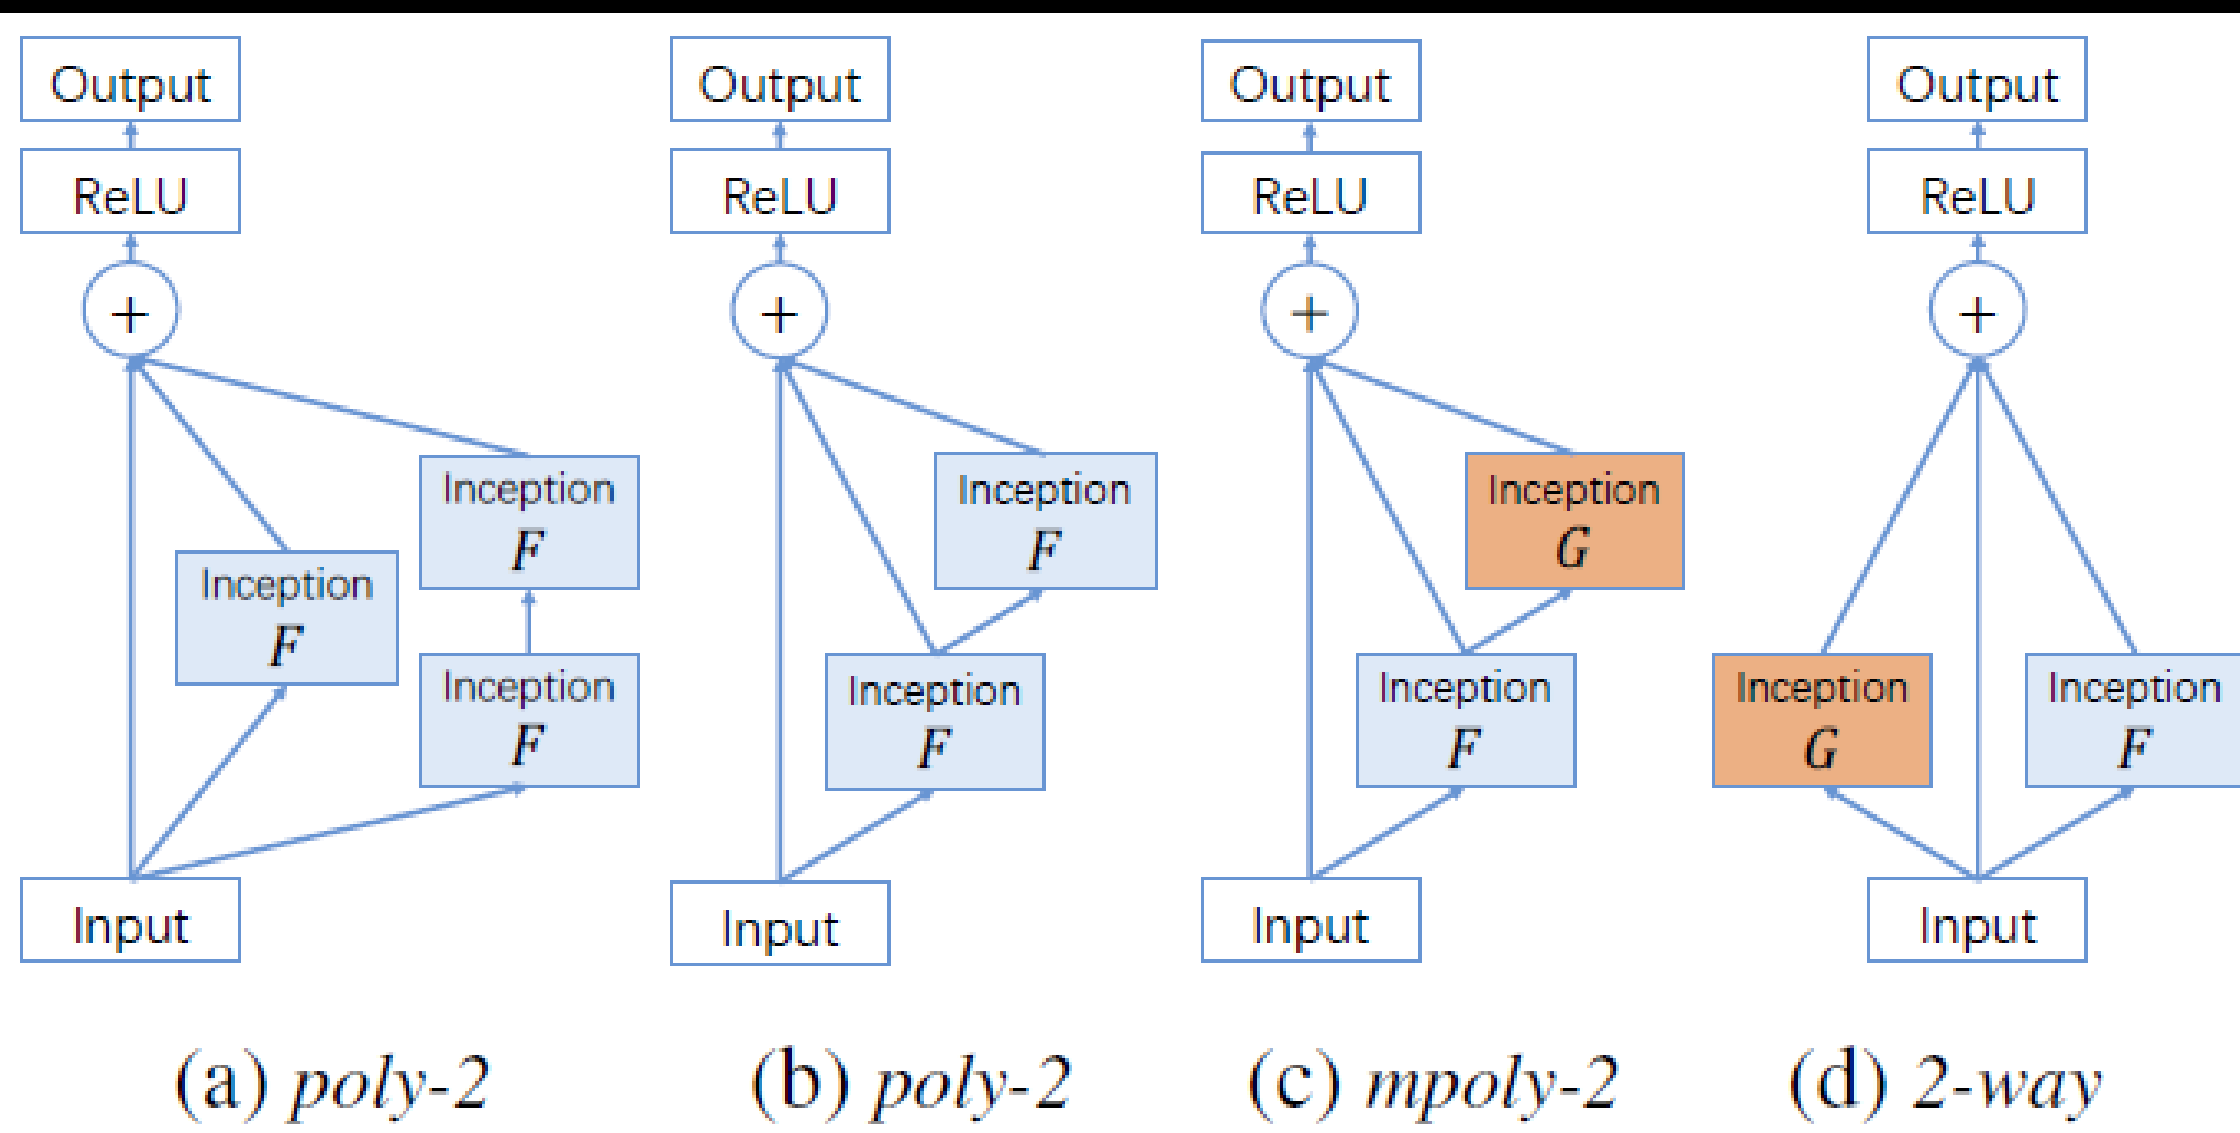 Output
ReLU
+
Inception
F
Inception
F
Inception
F
Input
(a) poly-2
Output
ReLU
+
Inception
F
Inception
F
Input
(b) poly-2
Output
ReLU
+
Inception
G
Inception
F
Input
(c) mpoly-2
Output
ReLU
+
Inception
G
Inception
F
Input
(d) 2-way